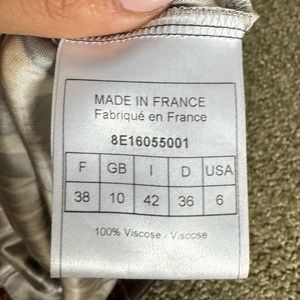 MADE IN FRANCE
Fabriqué en France
8E16055001
F GB I D USA
38 10 42 36 6
100% Viscose - Viscose